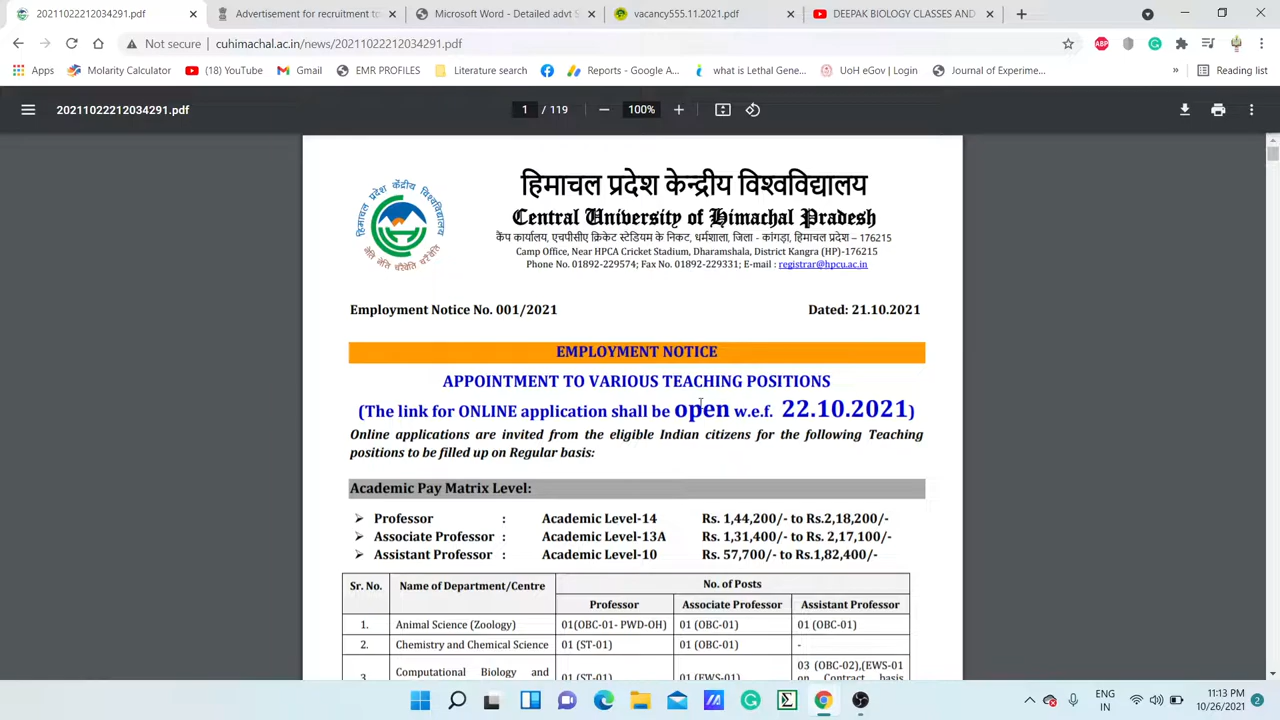 20211022212034291.pdf
Advertisement for recruitment to
Microsoft Word - Detailed advt S
vacancy555.11.2021.pdf
DEEPAK BIOLOGY CLASSES AND
Not secure | cuhimachal.ac.in/news/20211022212034291.pdf
Apps Molarity Calculator (18) YouTube Gmail EMR PROFILES Literature search Reports - Google A... what is Lethal Gene... UoH eGov | Login Journal of Experime... » Reading list
20211022212034291.pdf 1 / 119 100%
हिमाचल प्रदेश केन्द्रीय विश्वविद्यालय
Central University of Himachal Pradesh
कैंप कार्यालय, एचपीसीए क्रिकेट स्टेडियम के निकट, धर्मशाला, जिला - कांगड़ा, हिमाचल प्रदेश – 176215
Camp Office, Near HPCA Cricket Stadium, Dharamshala, District Kangra (HP)-176215
Phone No. 01892-229574; Fax No. 01892-229331; E-mail : registrar@hpcu.ac.in
हिमाचल प्रदेश केंद्रीय विश्वविद्यालय
Employment Notice No. 001/2021 Dated: 21.10.2021
EMPLOYMENT NOTICE
APPOINTMENT TO VARIOUS TEACHING POSITIONS
(The link for ONLINE application shall be open w.e.f. 22.10.2021)
Online applications are invited from the eligible Indian citizens for the following Teaching
positions to be filled up on Regular basis:
Academic Pay Matrix Level:
➢ Professor : Academic Level-14 Rs. 1,44,200/- to Rs.2,18,200/-
➢ Associate Professor : Academic Level-13A Rs. 1,31,400/- to Rs. 2,17,100/-
➢ Assistant Professor : Academic Level-10 Rs. 57,700/- to Rs.1,82,400/-
Sr. No. Name of Department/Centre No. of Posts
Professor Associate Professor Assistant Professor
1. Animal Science (Zoology) 01(OBC-01- PWD-OH) 01 (OBC-01) 01 (OBC-01)
2. Chemistry and Chemical Science 01 (ST-01) 01 (OBC-01) -
3. Computational Biology and 01 (ST-01) 01 (EWS-01) 03 (OBC-02),(EWS-01
on Contract basis
ENG
IN
11:13 PM
10/26/2021
2